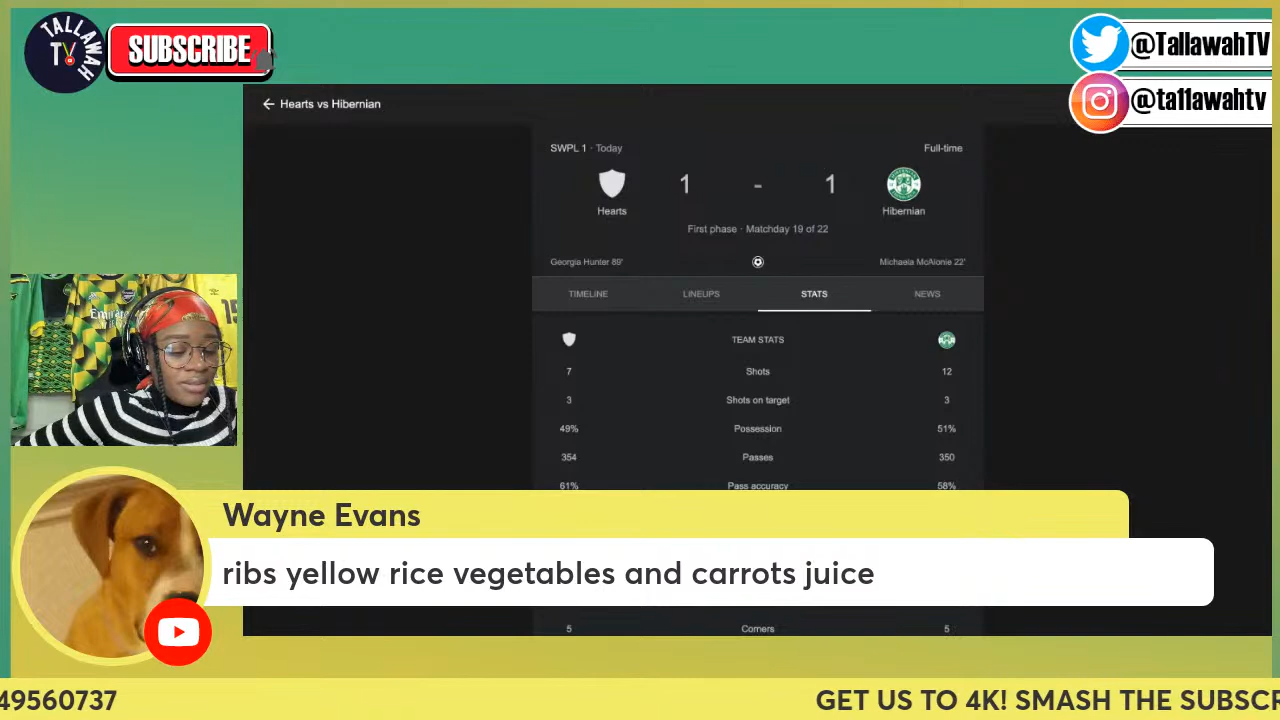 TALLAWAH
TV
SUBSCRIBE
@TallawahTV
@ta11awahtv
Hearts vs Hibernian
SWPL 1 · Today
Full-time
1 - 1
Hearts
Hibernian
First phase · Matchday 19 of 22
Georgia Hunter 89'
Michaela McAlonie 22'
TIMELINE LINEUPS STATS NEWS
TEAM STATS
7 Shots 12
3 Shots on target 3
49% Possession 51%
354 Passes 350
61% Pass accuracy 58%
Wayne Evans
ribs yellow rice vegetables and carrots juice
5 Corners 5
49560737
GET US TO 4K! SMASH THE SUBSCR